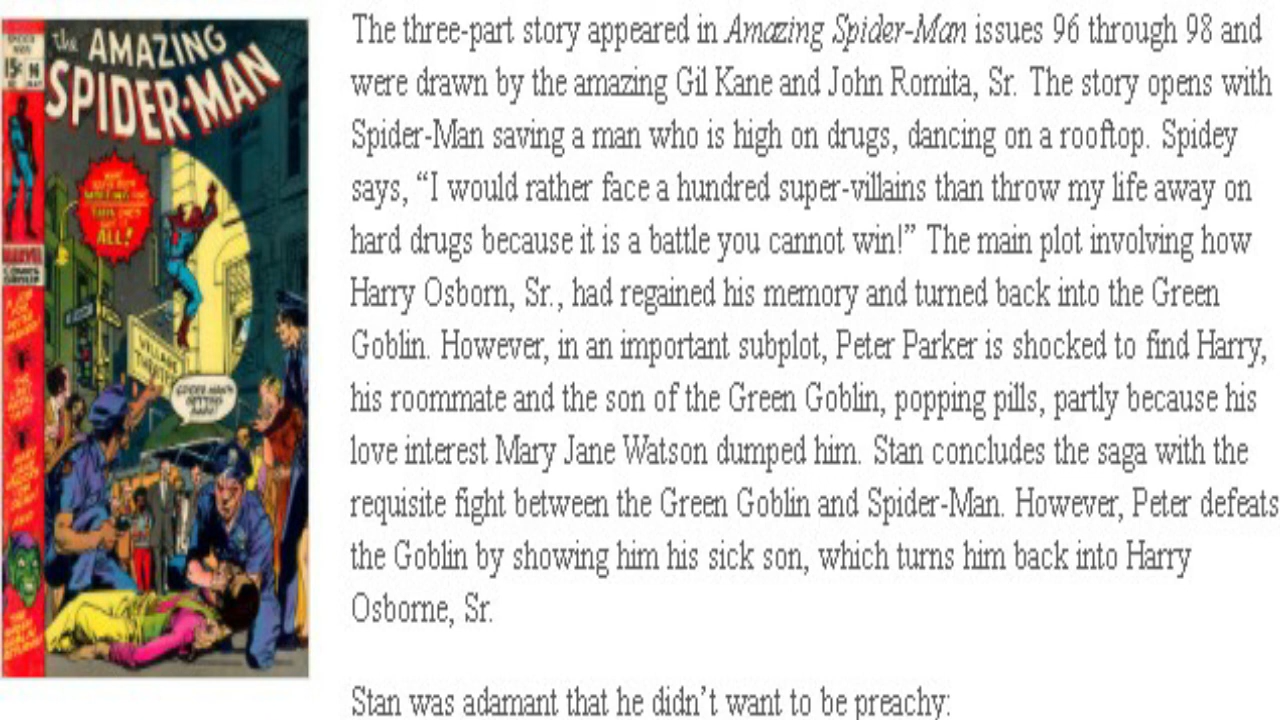 the AMAZING
SPIDER-MAN
15¢ 96
ALL!
MARVEL
VILLAGE
THEATRE
SPIDER-MAN'S
GETTING
AWAY!
The three-part story appeared in Amazing Spider-Man issues 96 through 98 and
were drawn by the amazing Gil Kane and John Romita, Sr. The story opens with
Spider-Man saving a man who is high on drugs, dancing on a rooftop. Spidey
says, “I would rather face a hundred super-villains than throw my life away on
hard drugs because it is a battle you cannot win!” The main plot involving how
Harry Osborn, Sr., had regained his memory and turned back into the Green
Goblin. However, in an important subplot, Peter Parker is shocked to find Harry,
his roommate and the son of the Green Goblin, popping pills, partly because his
love interest Mary Jane Watson dumped him. Stan concludes the saga with the
requisite fight between the Green Goblin and Spider-Man. However, Peter defeats
the Goblin by showing him his sick son, which turns him back into Harry
Osborne, Sr.
Stan was adamant that he didn’t want to be preachy: